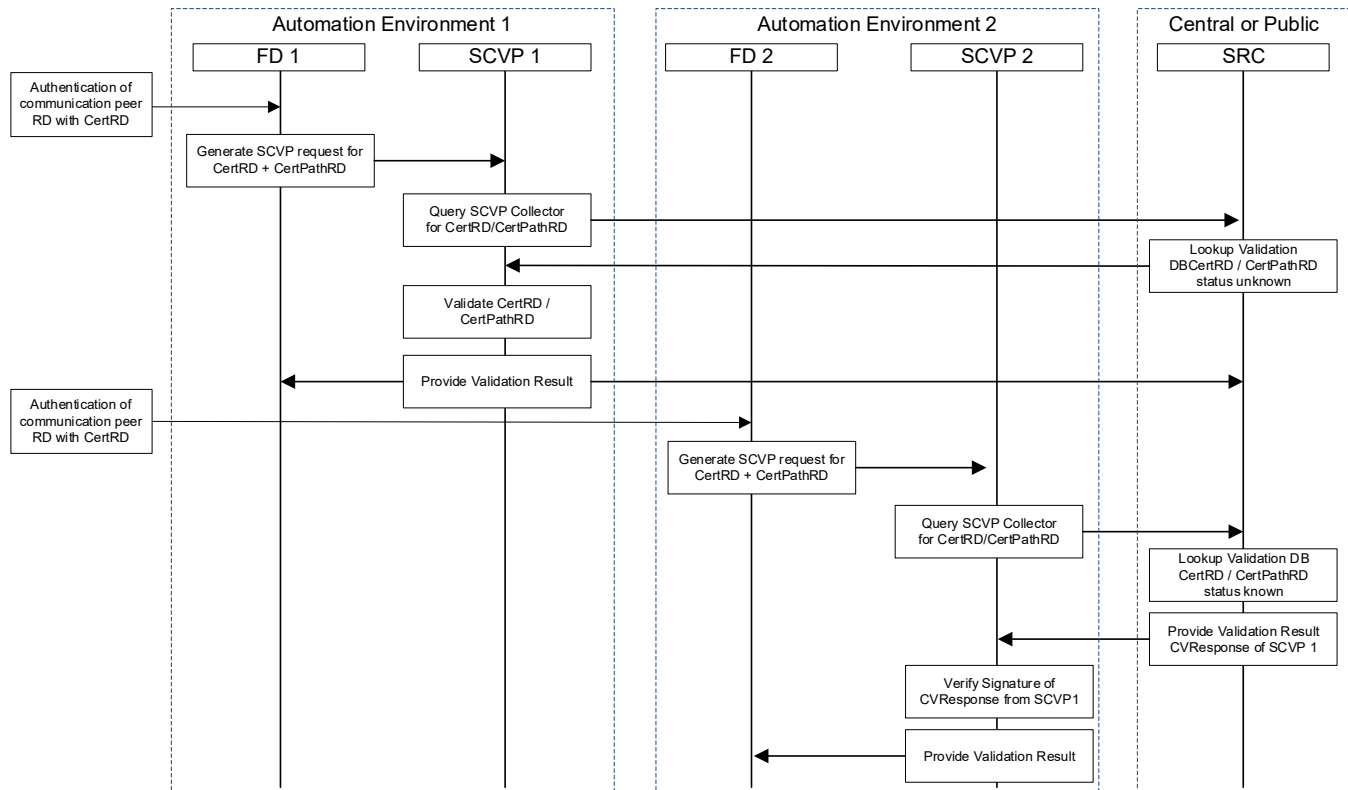 Automation Environment 1
Automation Environment 2
Central or Public
FD 1
SCVP 1
FD 2
SCVP 2
SRC
Authentication of
communication peer
RD with CertRD
Generate SCVP request for
CertRD + CertPathRD
Query SCVP Collector
for CertRD/CertPathRD
Lookup Validation
DBCertRD / CertPathRD
status unknown
Validate CertRD /
CertPathRD
Provide Validation Result
Authentication of
communication peer
RD with CertRD
Generate SCVP request for
CertRD + CertPathRD
Query SCVP Collector
for CertRD/CertPathRD
Lookup Validation DB
CertRD / CertPathRD
status known
Provide Validation Result
CVResponse of SCVP 1
Verify Signature of
CVResponse from SCVP1
Provide Validation Result